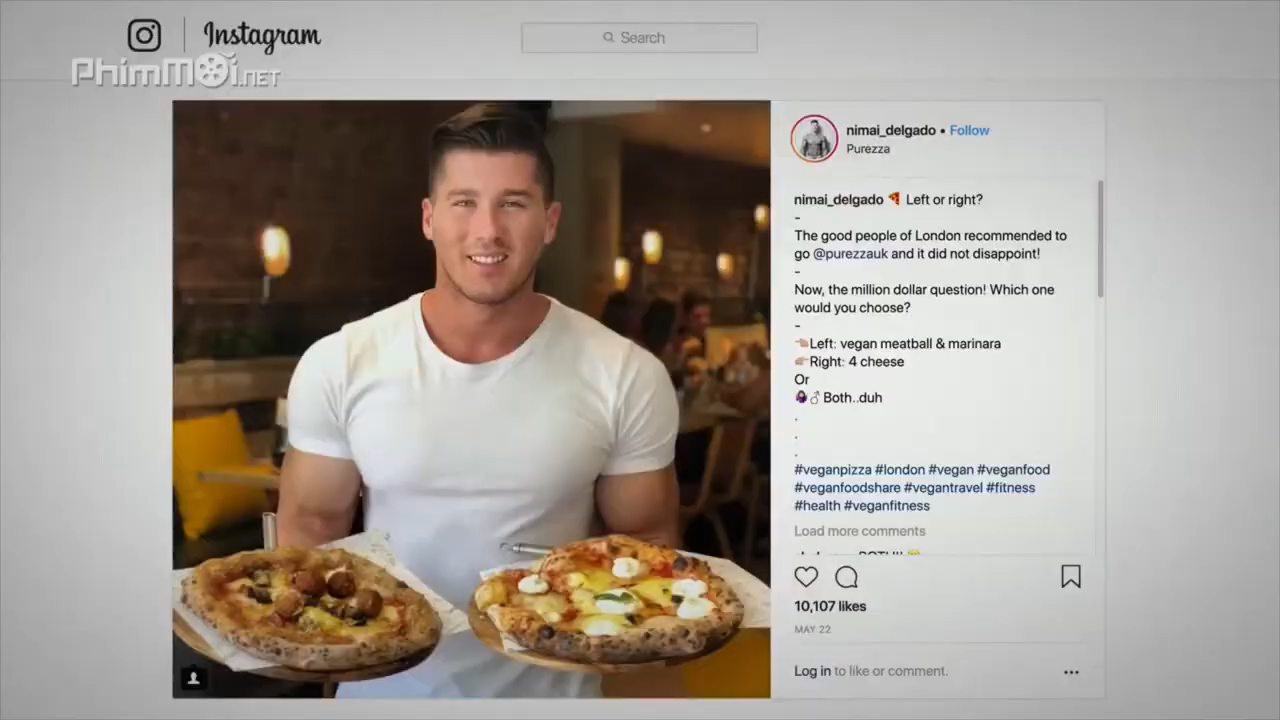 Instagram
Search
PhimMoi.NET
nimai_delgado • Follow
Purezza
nimai_delgado 🍕 Left or right?
-
The good people of London recommended to
go @purezzauk and it did not disappoint!
-
Now, the million dollar question! Which one
would you choose?
-
👈🏼Left: vegan meatball & marinara
👉🏼Right: 4 cheese
Or
🤷🏻♂Both..duh
.
.
.
#veganpizza #london #vegan #veganfood
#veganfoodshare #vegantravel #fitness
#health #veganfitness
Load more comments
10,107 likes
MAY 22
Log in to like or comment.